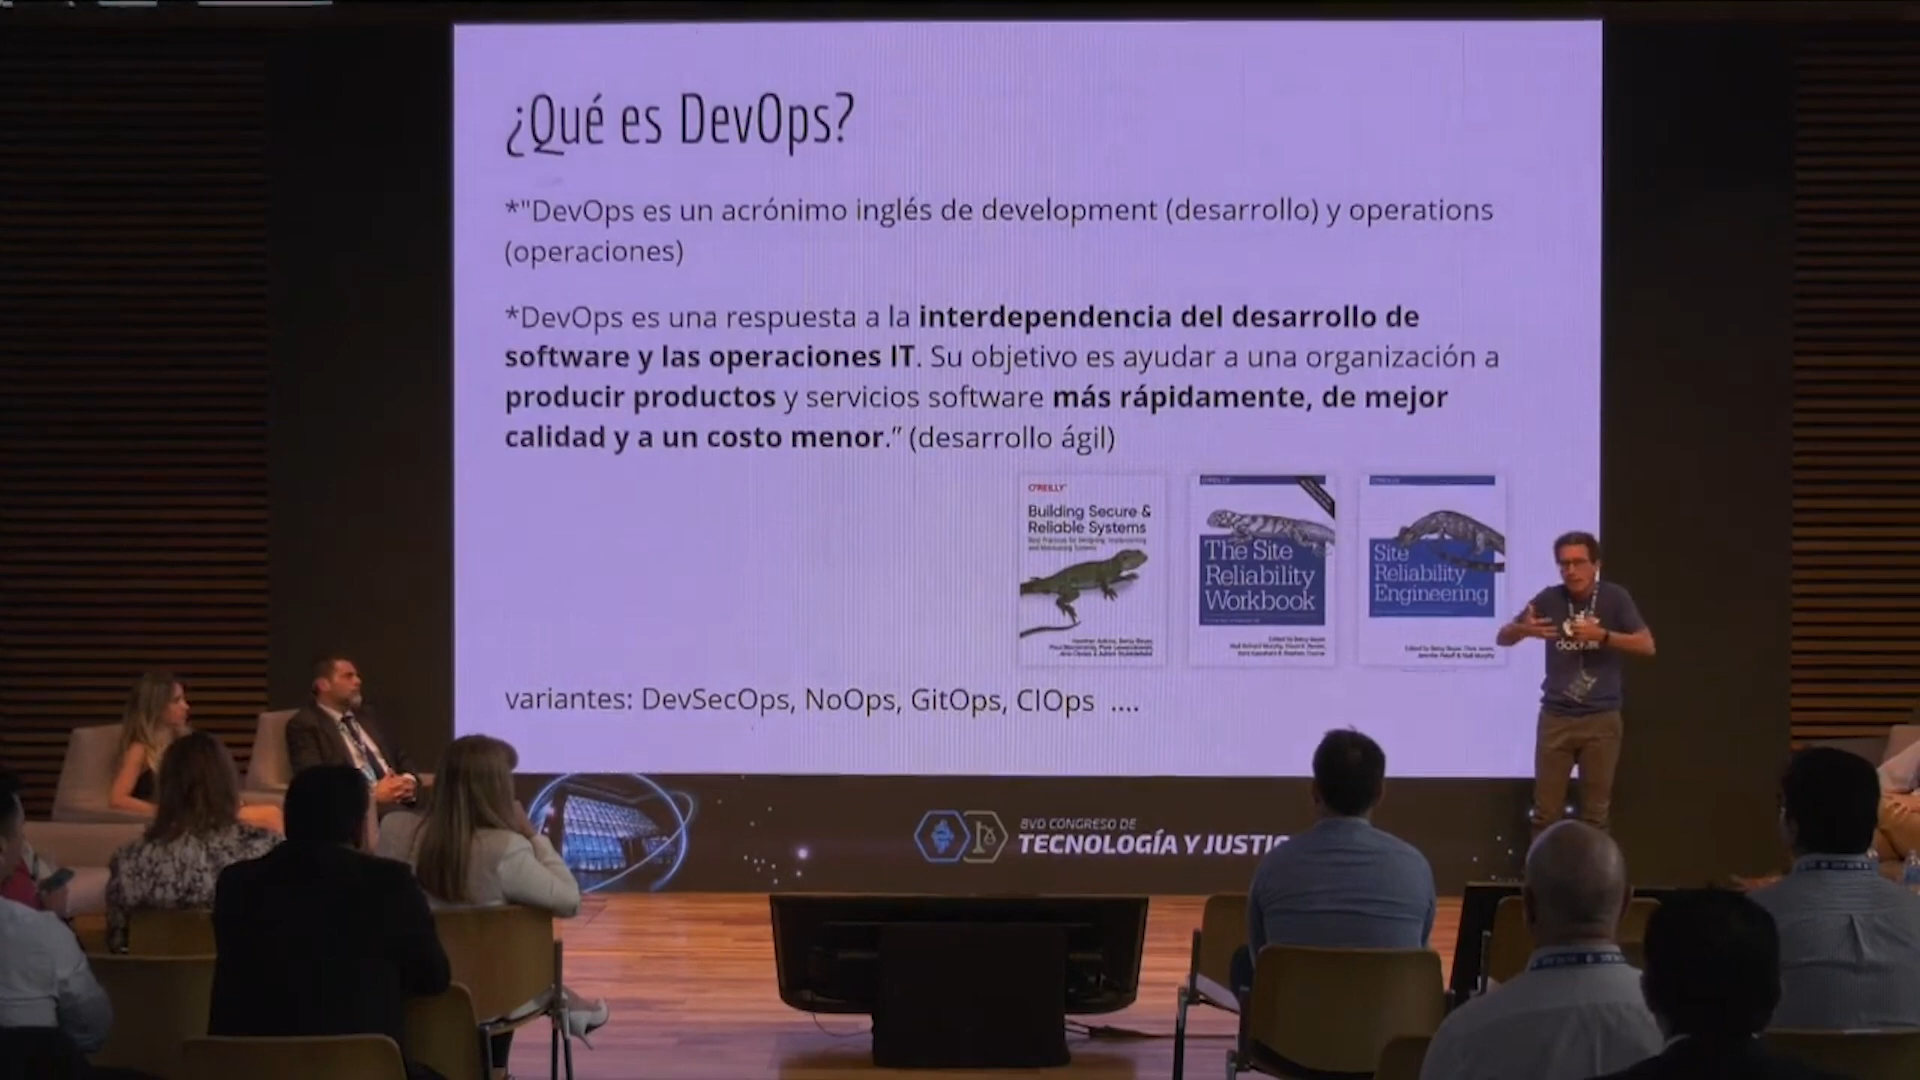 ¿Qué es DevOps?
*"DevOps es un acrónimo inglés de development (desarrollo) y operations
(operaciones)
*DevOps es una respuesta a la interdependencia del desarrollo de
software y las operaciones IT. Su objetivo es ayudar a una organización a
producir productos y servicios software más rápidamente, de mejor
calidad y a un costo menor.” (desarrollo ágil)
O'REILLY
Building Secure &
Reliable Systems
The Site
Reliability
Workbook
Site
Reliability
Engineering
variantes: DevSecOps, NoOps, GitOps, CIOps ....
8VO CONGRESO DE
TECNOLOGÍA Y JUSTIC